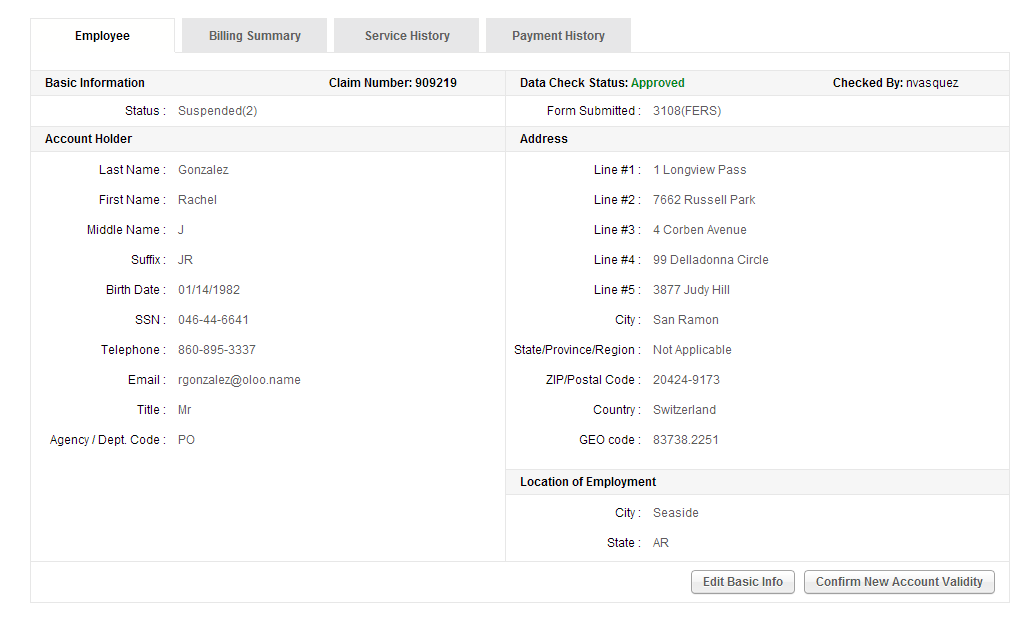 Employee Billing Summary Service History Payment History
Basic Information Claim Number: 909219
Status : Suspended(2)
Account Holder
Last Name : Gonzalez
First Name : Rachel
Middle Name : J
Suffix : JR
Birth Date : 01/14/1982
SSN : 046-44-6641
Telephone : 860-895-3337
Email : rgonzalez@oloo.name
Title : Mr
Agency / Dept. Code : PO
Data Check Status: Approved Checked By: nvasquez
Form Submitted : 3108(FERS)
Address
Line #1 : 1 Longview Pass
Line #2 : 7662 Russell Park
Line #3 : 4 Corben Avenue
Line #4 : 99 Delladonna Circle
Line #5 : 3877 Judy Hill
City : San Ramon
State/Province/Region : Not Applicable
ZIP/Postal Code : 20424-9173
Country : Switzerland
GEO code : 83738.2251
Location of Employment
City : Seaside
State : AR
Edit Basic Info Confirm New Account Validity